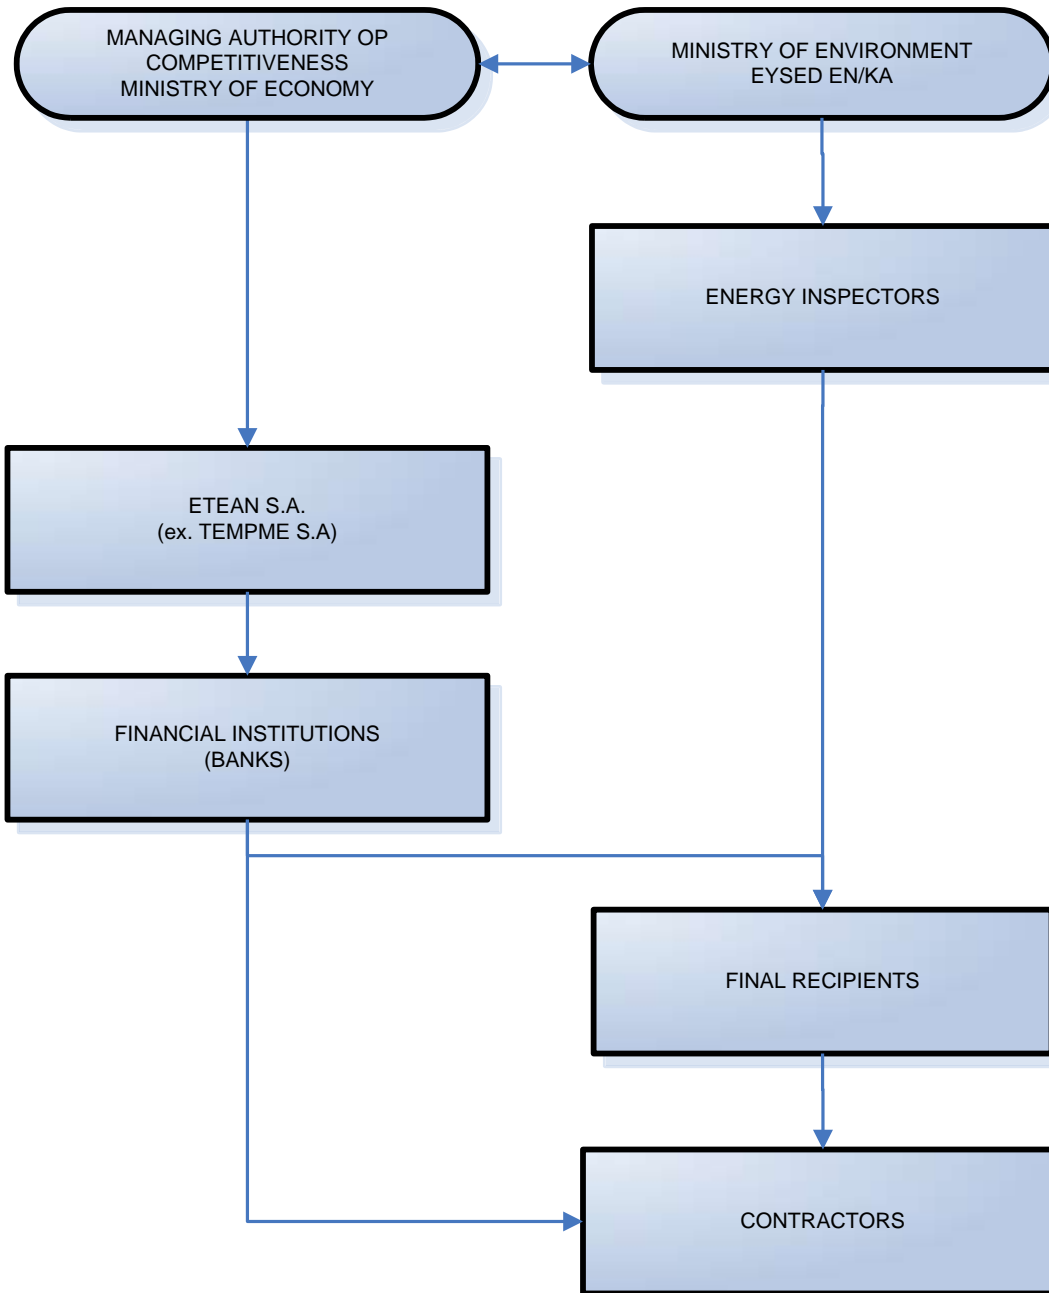 MANAGING AUTHORITY OP
COMPETITIVENESS
MINISTRY OF ECONOMY
MINISTRY OF ENVIRONMENT
EYSED EN/KA
ENERGY INSPECTORS
ETEAN S.A.
(ex. TEMPME S.A)
FINANCIAL INSTITUTIONS
(BANKS)
FINAL RECIPIENTS
CONTRACTORS